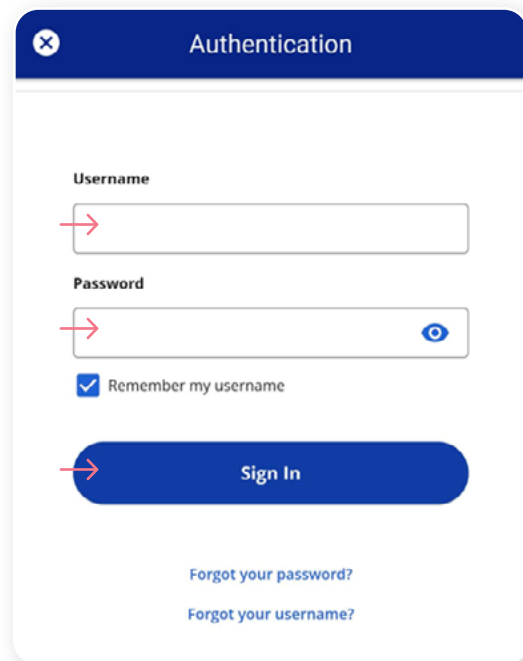 Authentication
Username
Password
Remember my username
Sign In
Forgot your password?
Forgot your username?